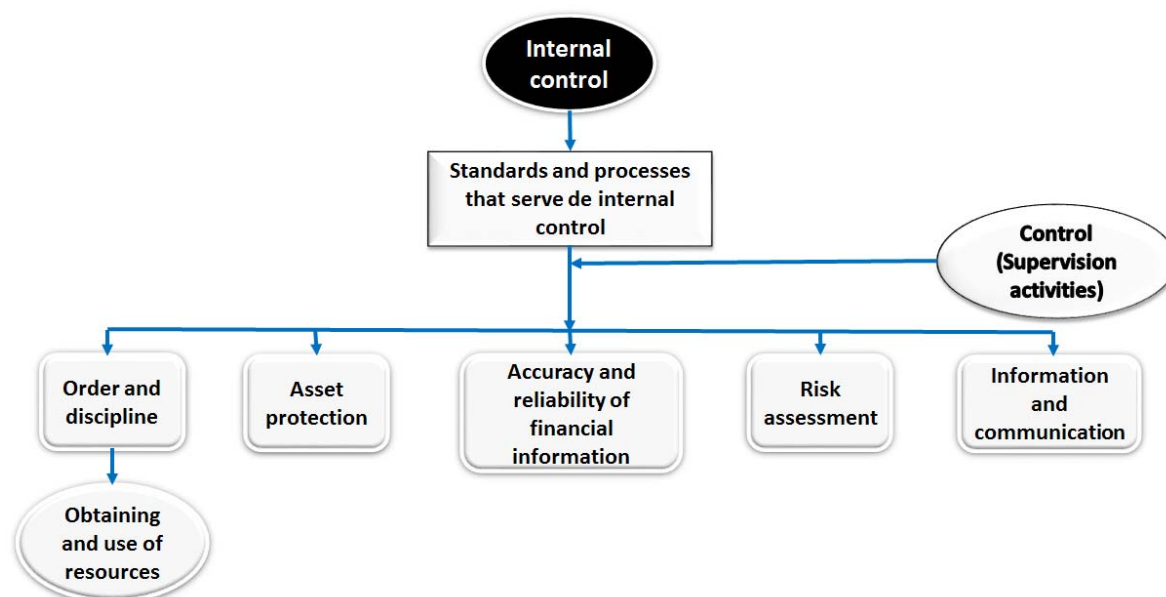 Internal
control
Standards and processes
that serve de internal
control
Control
(Supervision
activities)
Order and
discipline
Asset
protection
Accuracy and
reliability of
financial
information
Risk
assessment
Information
and
communication
Obtaining
and use of
resources